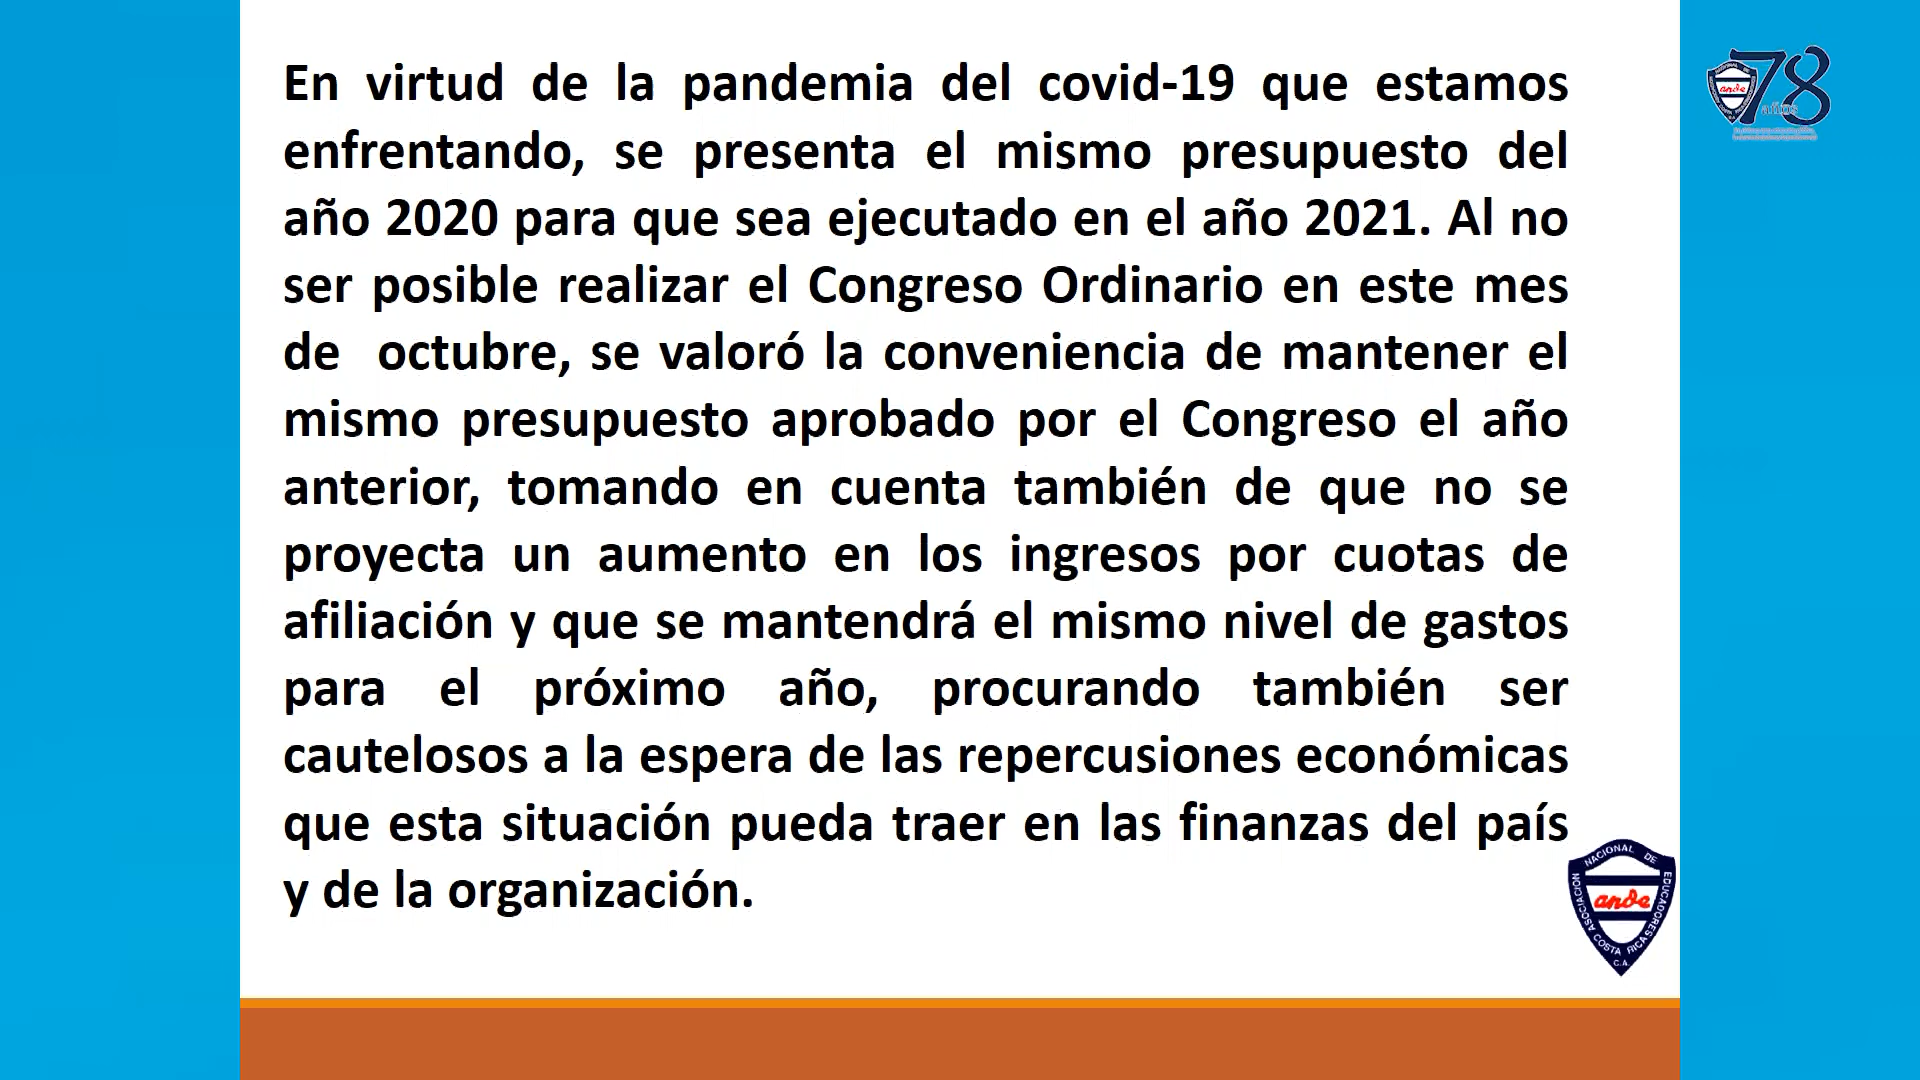 En virtud de la pandemia del covid-19 que estamos
enfrentando, se presenta el mismo presupuesto del
año 2020 para que sea ejecutado en el año 2021. Al no
ser posible realizar el Congreso Ordinario en este mes
de octubre, se valoró la conveniencia de mantener el
mismo presupuesto aprobado por el Congreso el año
anterior, tomando en cuenta también de que no se
proyecta un aumento en los ingresos por cuotas de
afiliación y que se mantendrá el mismo nivel de gastos
para el próximo año, procurando también ser
cautelosos a la espera de las repercusiones económicas
que esta situación pueda traer en las finanzas del país
y de la organización.
78
ande
años
ASOCIACION NACIONAL DE EDUCADORES
ande
COSTA RICA
C.A.